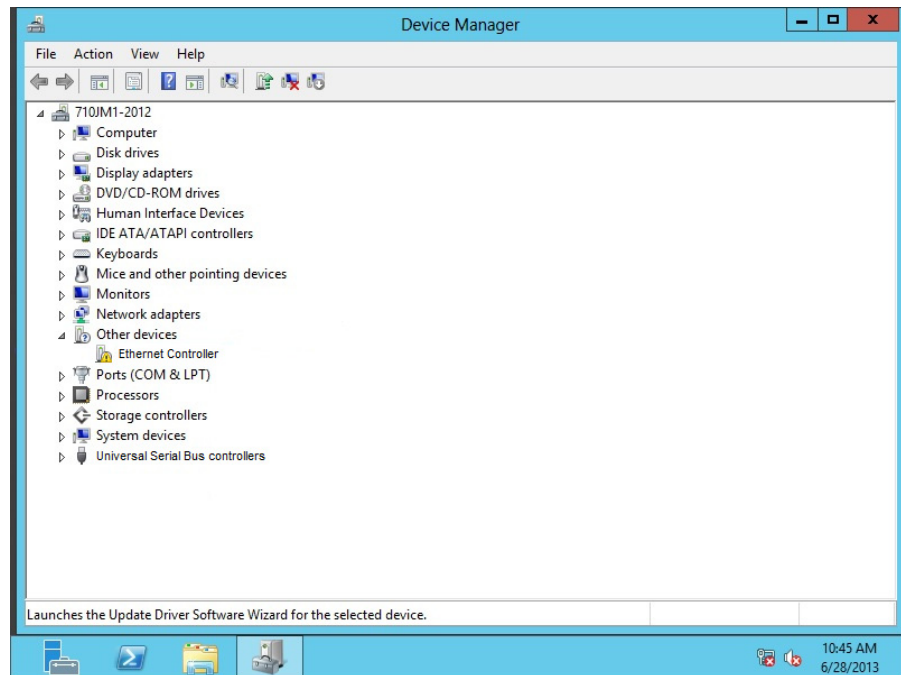 Device Manager
X
File Action View Help
710JM1-2012
Computer
Disk drives
Display adapters
DVD/CD-ROM drives
Human Interface Devices
IDE ATA/ATAPI controllers
Keyboards
Mice and other pointing devices
Monitors
Network adapters
Other devices
Ethernet Controller
Ports (COM & LPT)
Processors
Storage controllers
System devices
Universal Serial Bus controllers
Launches the Update Driver Software Wizard for the selected device.
10:45 AM
6/28/2013